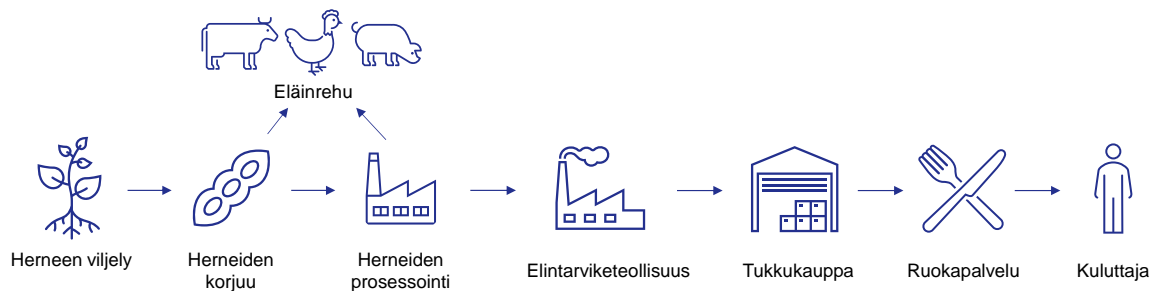 Eläinrehu
Herneen viljely
Herneiden
korjuu
Herneiden
prosessointi
Elintarviketeollisuus
Tukkukauppa
Ruokapalvelu
Kuluttaja